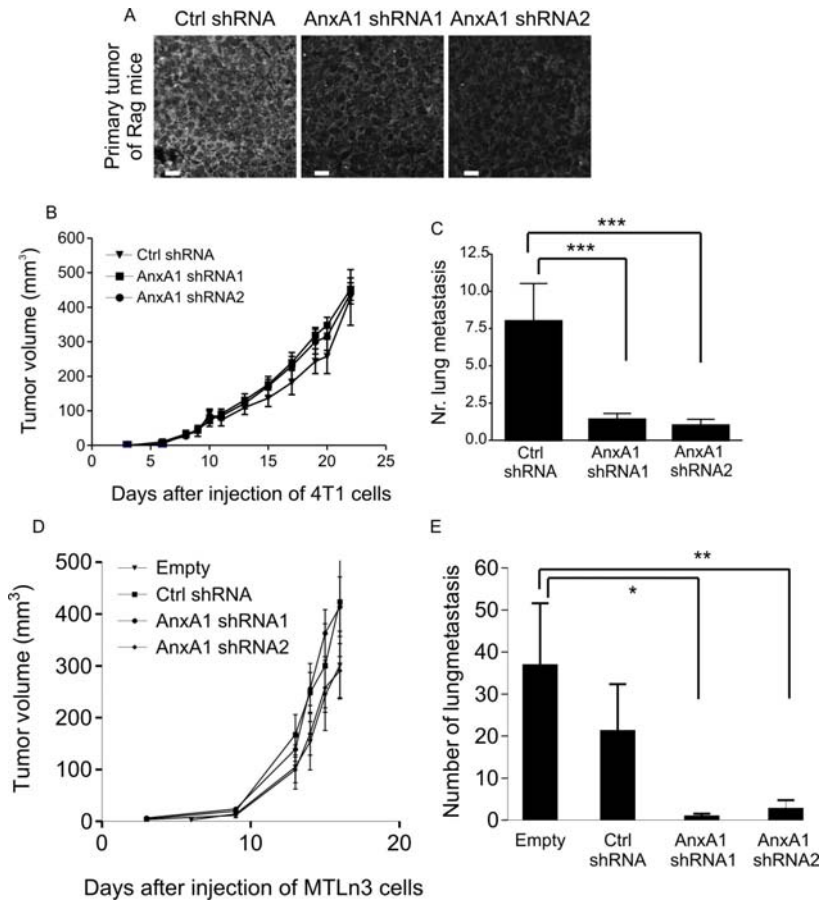 A
Ctrl shRNA AnxA1 shRNA1 AnxA1 shRNA2
Primary tumor
of Rag mice
B
Tumor volume (mm³)
600
500
400
300
200
100
0
Ctrl shRNA
AnxA1 shRNA1
AnxA1 shRNA2
0 5 10 15 20 25
Days after injection of 4T1 cells
C
Nr. lung metastasis
12.5
10.0
7.5
5.0
2.5
0.0
***
***
Ctrl AnxA1 AnxA1
shRNA shRNA1 shRNA2
D
Tumor volume (mm³)
500
400
300
200
100
0
Empty
Ctrl shRNA
AnxA1 shRNA1
AnxA1 shRNA2
10 20
Days after injection of MTLn3 cells
E
Number of lungmetastasis
60
50
40
30
20
10
0
**
*
Empty Ctrl AnxA1 AnxA1
shRNA shRNA1 shRNA2